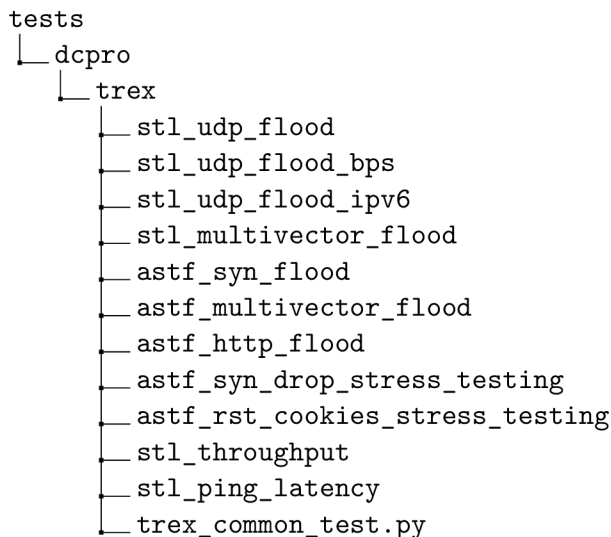 tests
dcpro
trex
stl_udp_flood
stl_udp_flood_bps
stl_udp_flood_ipv6
stl_multivector_flood
astf_syn_flood
astf_multivector_flood
astf_http_flood
astf_syn_drop_stress_testing
astf_rst_cookies_stress_testing
stl_throughput
stl_ping_latency
trex_common_test.py